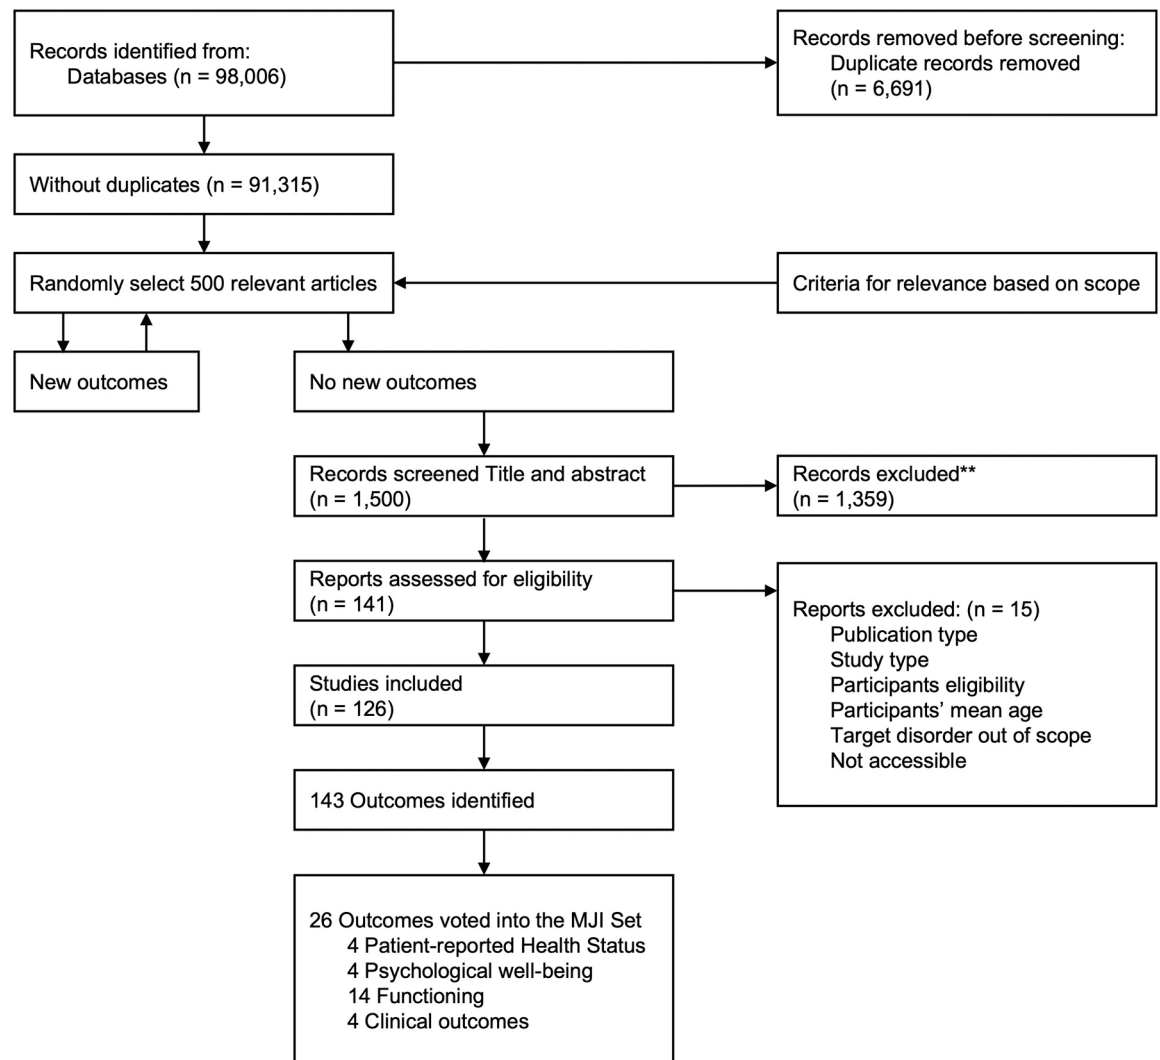 Records identified from:
Databases (n = 98,006)
Records removed before screening:
Duplicate records removed
(n = 6,691)
Without duplicates (n = 91,315)
Randomly select 500 relevant articles
Criteria for relevance based on scope
New outcomes
No new outcomes
Records screened Title and abstract
(n = 1,500)
Records excluded**
(n = 1,359)
Reports assessed for eligibility
(n = 141)
Reports excluded: (n = 15)
Publication type
Study type
Participants eligibility
Participants’ mean age
Target disorder out of scope
Not accessible
Studies included
(n = 126)
143 Outcomes identified
26 Outcomes voted into the MJI Set
4 Patient-reported Health Status
4 Psychological well-being
14 Functioning
4 Clinical outcomes